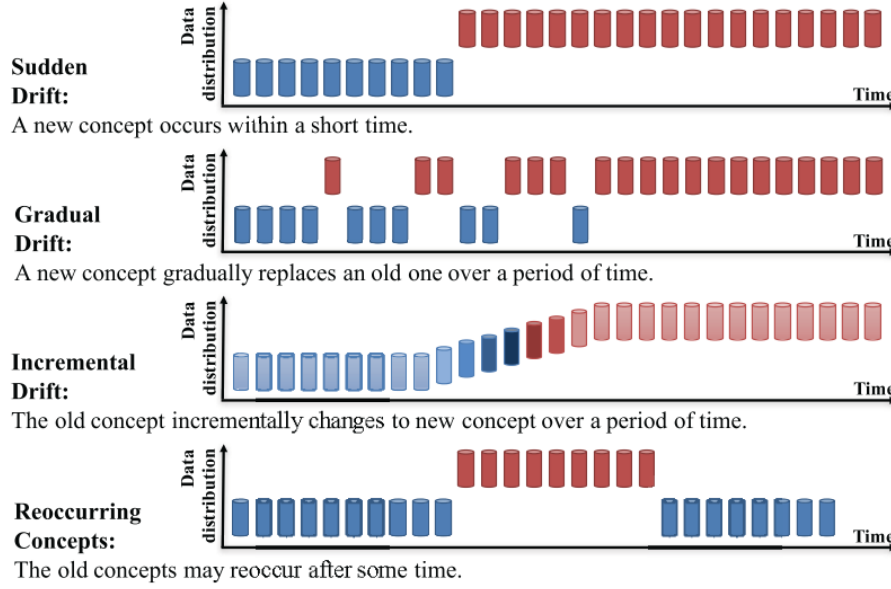 Data
distribution
Sudden
Drift:
Time
A new concept occurs within a short time.
Data
distribution
Gradual
Drift:
Time
A new concept gradually replaces an old one over a period of time.
Data
distribution
Incremental
Drift:
Time
The old concept incrementally changes to new concept over a period of time.
Data
distribution
Reoccurring
Concepts:
Time
The old concepts may reoccur after some time.